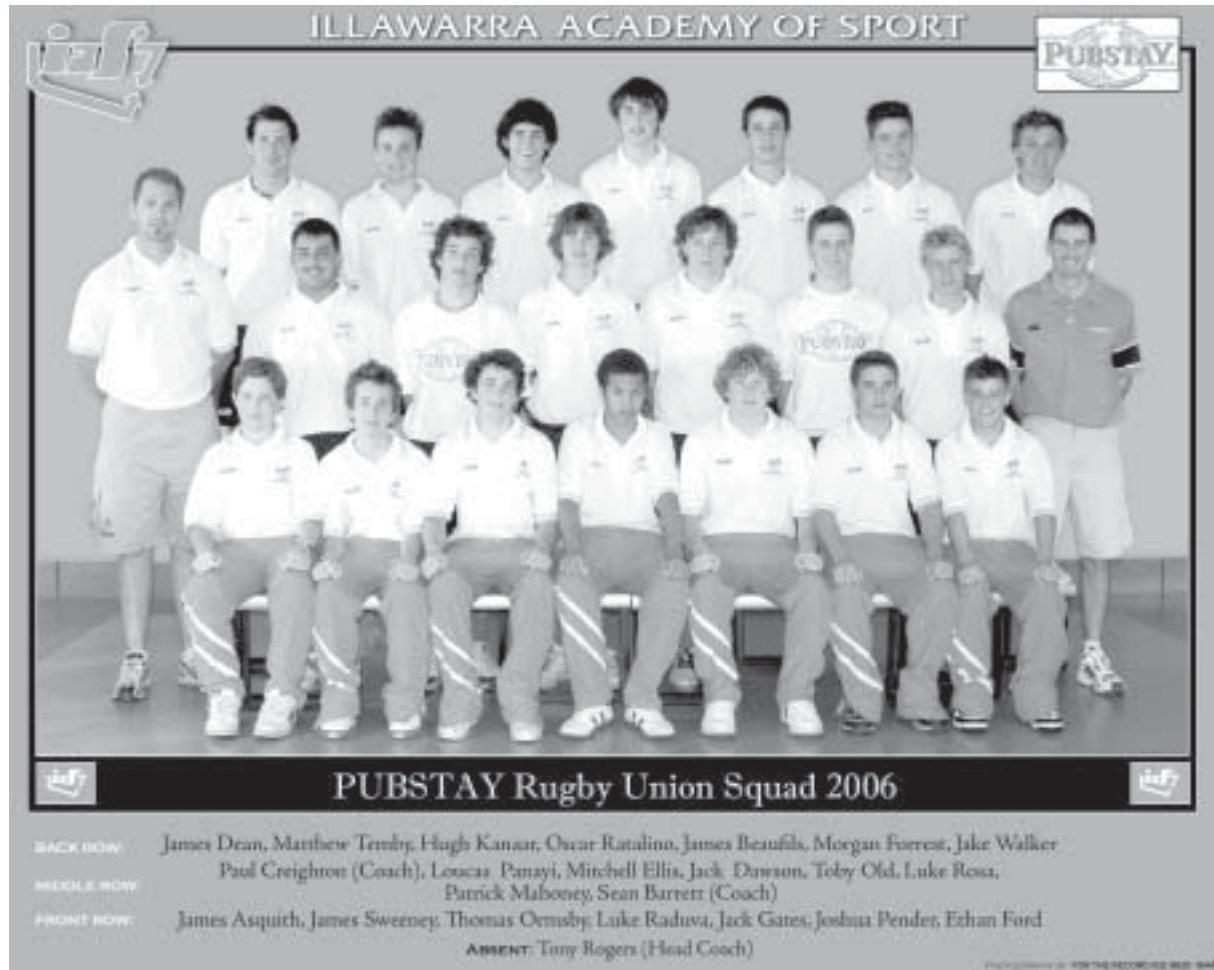 ILLAWARRA ACADEMY OF SPORT
PUBSTAY
PUBSTAY Rugby Union Squad 2006
BACK ROW: James Dean, Matthew Temby, Hugh Kanaar, Oscar Ratalino, James Beaufils, Morgan Forrest, Jake Walker
MIDDLE ROW: Paul Creighton (Coach), Loucas Panayi, Mitchell Ellis, Jack Dawson, Toby Old, Luke Rosa,
Patrick Mahoney, Sean Barrett (Coach)
FRONT ROW: James Asquith, James Sweeney, Thomas Ormsby, Luke Raduva, Jack Gates, Joshua Pender, Ethan Ford
ABSENT: Tony Rogers (Head Coach)